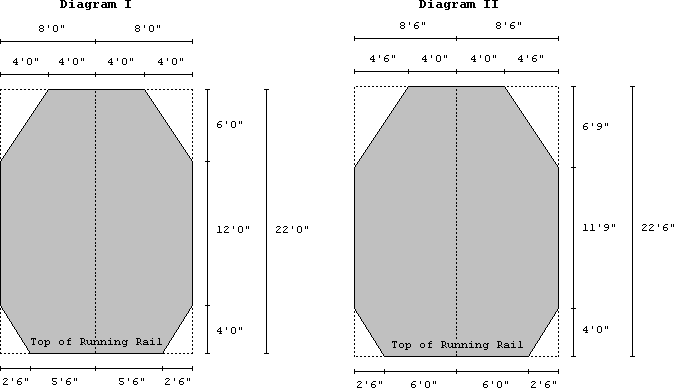 Diagram I
8'0" 8'0"
4'0" 4'0" 4'0" 4'0"
6'0"
12'0"
22'0"
4'0"
Top of Running Rail
2'6" 5'6" 5'6" 2'6"
Diagram II
8'6" 8'6"
4'6" 4'0" 4'0" 4'6"
6'9"
11'9"
22'6"
4'0"
Top of Running Rail
2'6" 6'0" 6'0" 2'6"